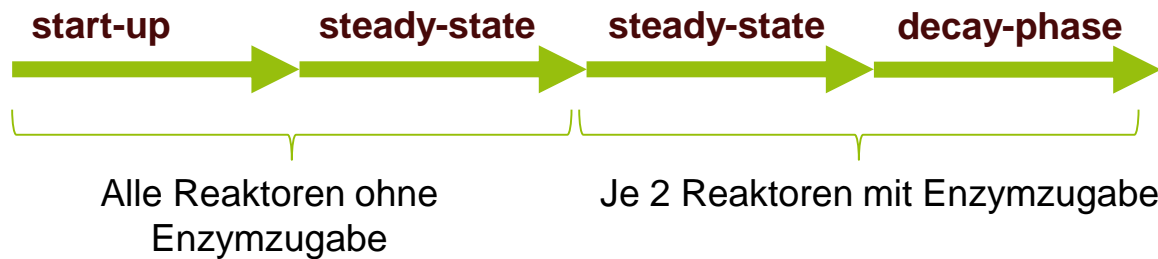 start-up steady-state steady-state decay-phase
Alle Reaktoren ohne
Enzymzugabe
Je 2 Reaktoren mit Enzymzugabe